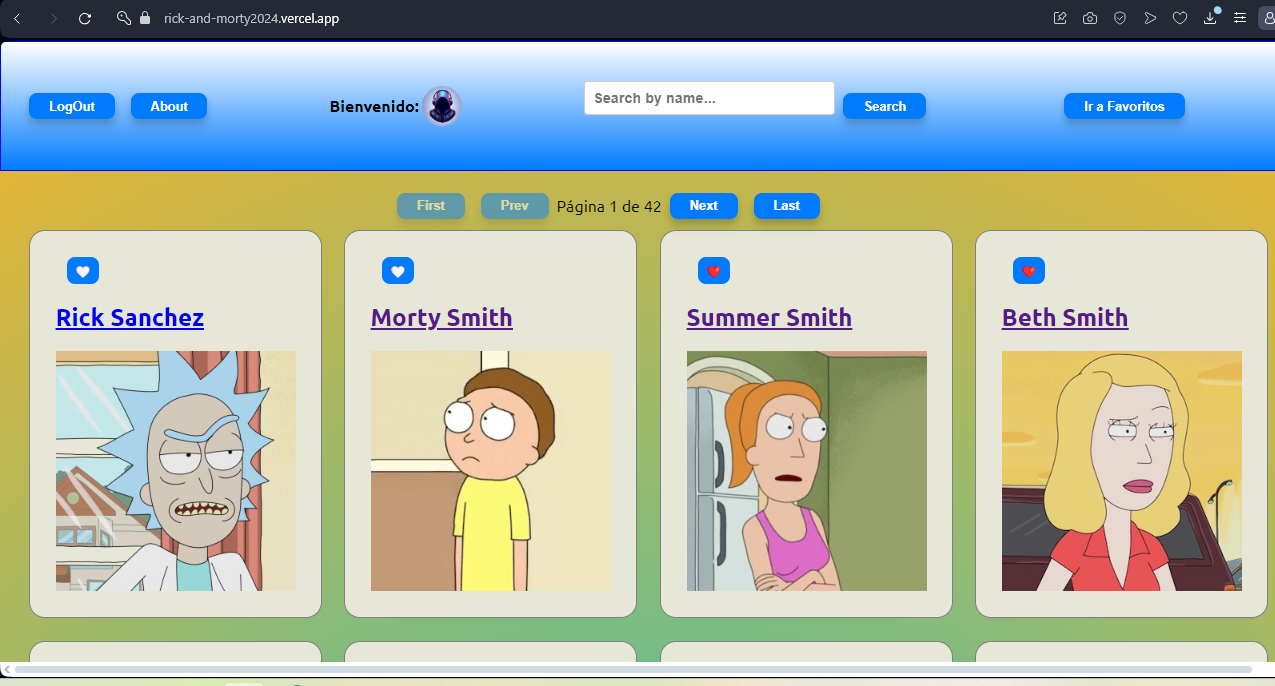 rick-and-morty2024.vercel.app
LogOut About Bienvenido: Search by name... Search Ir a Favoritos
First Prev Página 1 de 42 Next Last
Rick Sanchez Morty Smith Summer Smith Beth Smith